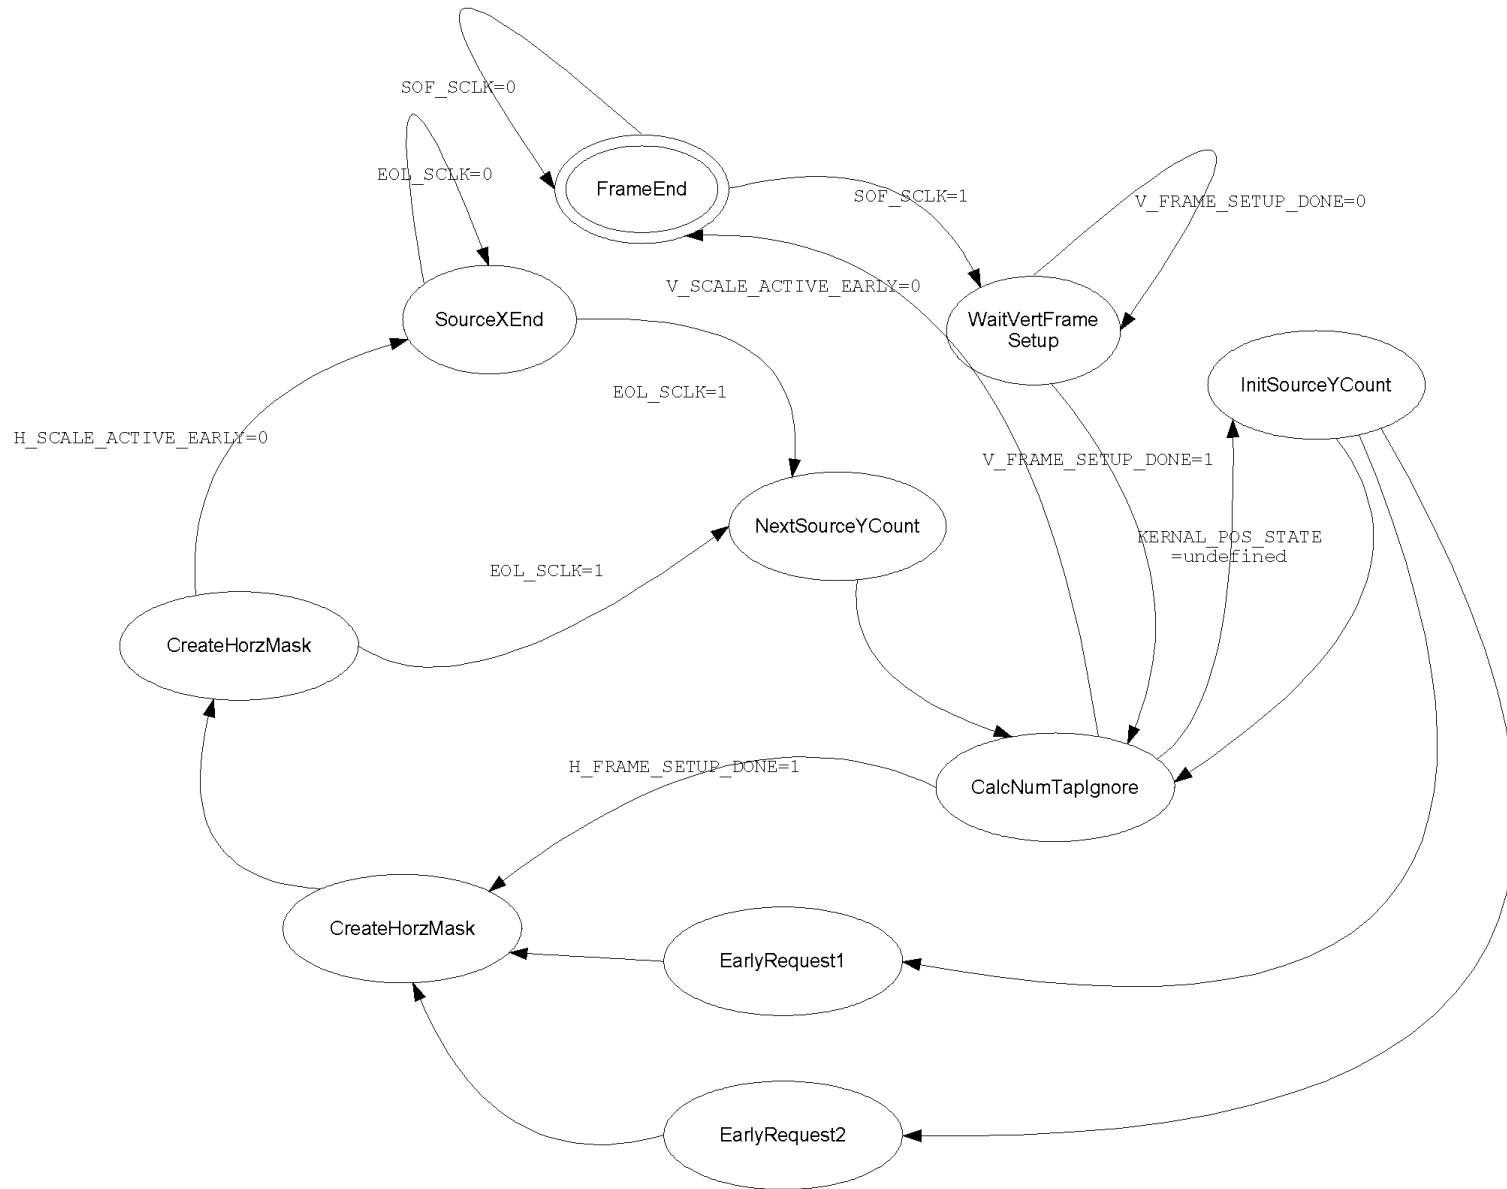 SOF_SCLK=0
EOL_SCLK=0
FrameEnd
SOF_SCLK=1
V_FRAME_SETUP_DONE=0
V_SCALE_ACTIVE_EARLY=0
SourceXEnd
WaitVertFrame
Setup
InitSourceYCount
EOL_SCLK=1
H_SCALE_ACTIVE_EARLY=0
V_FRAME_SETUP_DONE=1
NextSourceYCount
KERNAL_POS_STATE
=undefined
EOL_SCLK=1
CreateHorzMask
H_FRAME_SETUP_DONE=1
CalcNumTapIgnore
CreateHorzMask
EarlyRequest1
EarlyRequest2